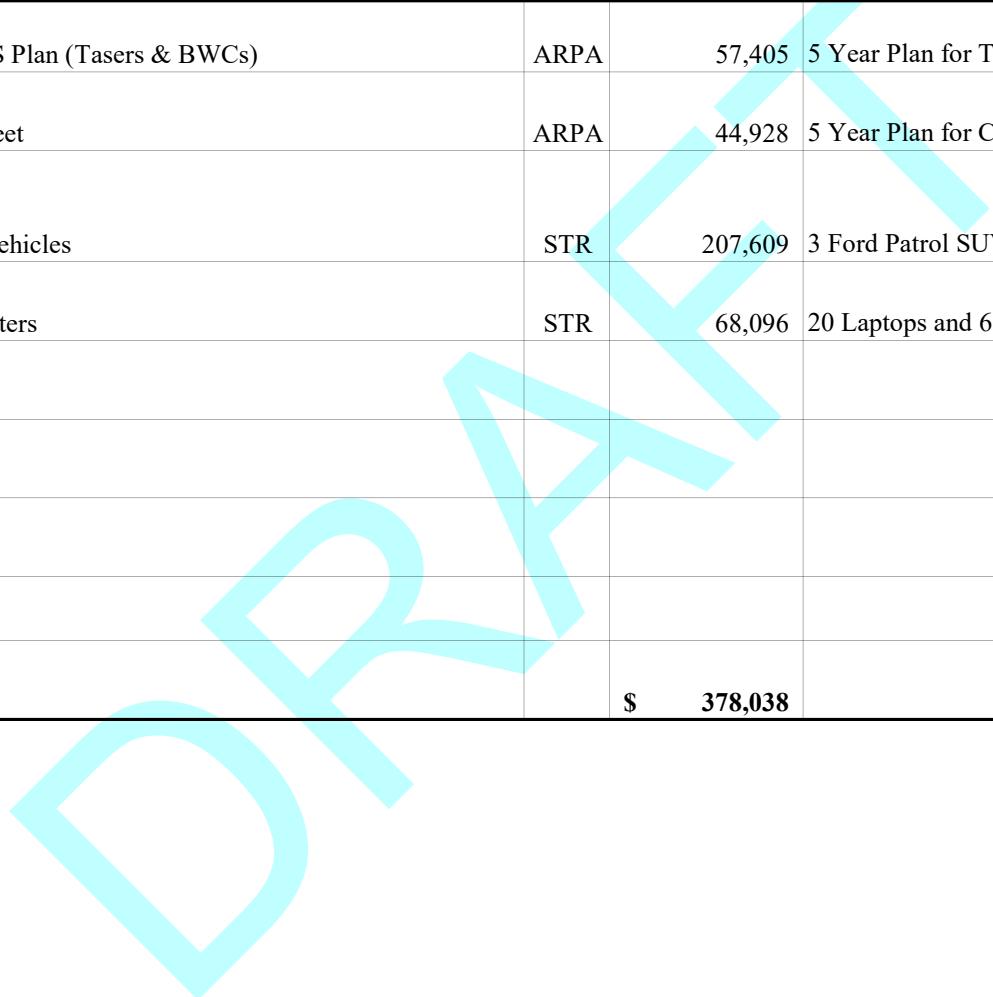 S Plan (Tasers & BWCs) ARPA 57,405 5 Year Plan for T
eet ARPA 44,928 5 Year Plan for C
ehicles STR 207,609 3 Ford Patrol SUV
ters STR 68,096 20 Laptops and 6
$ 378,038
DRAFT